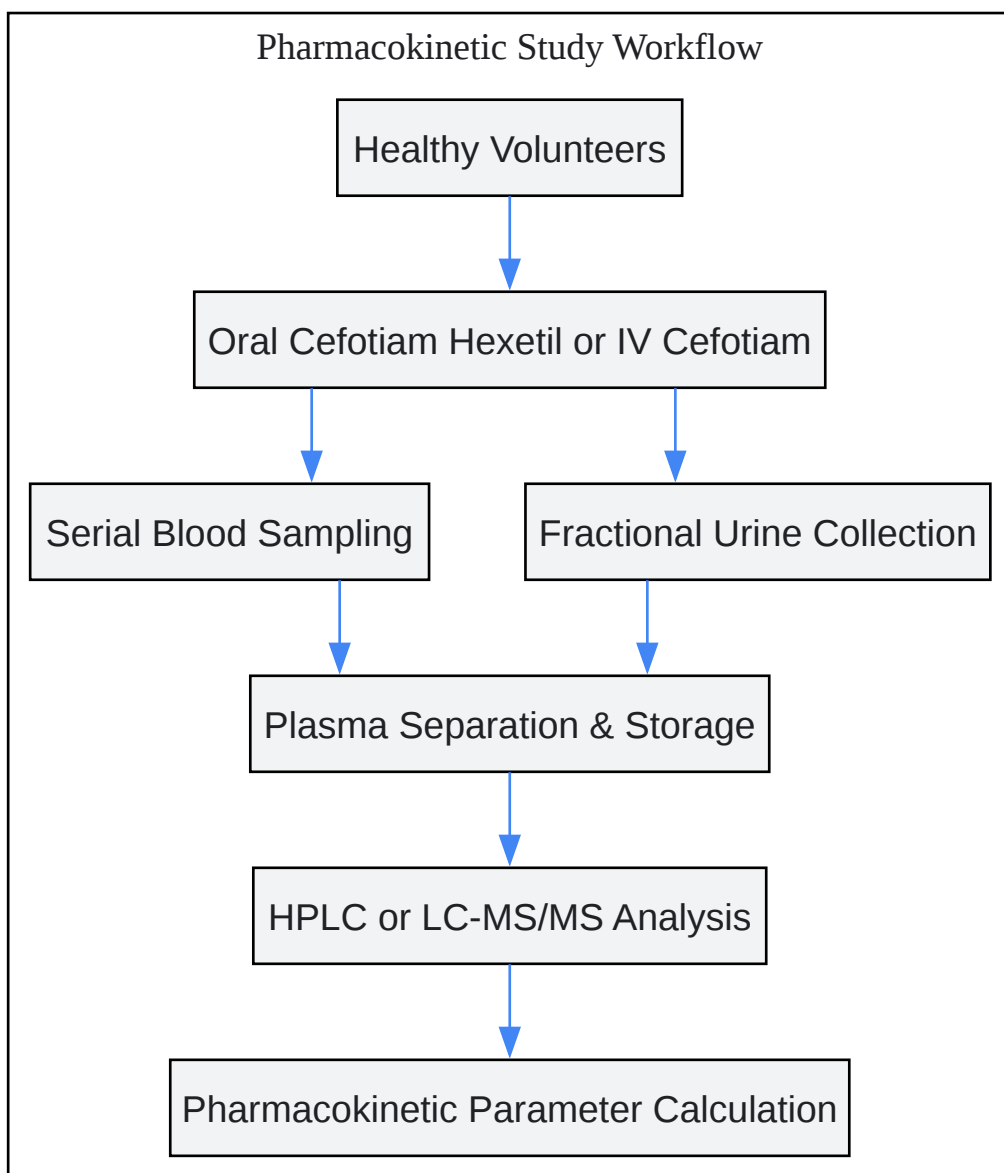 Pharmacokinetic Study Workflow
Healthy Volunteers
Oral Cefotiam Hexetil or IV Cefotiam
Serial Blood Sampling
Fractional Urine Collection
Plasma Separation & Storage
HPLC or LC-MS/MS Analysis
Pharmacokinetic Parameter Calculation